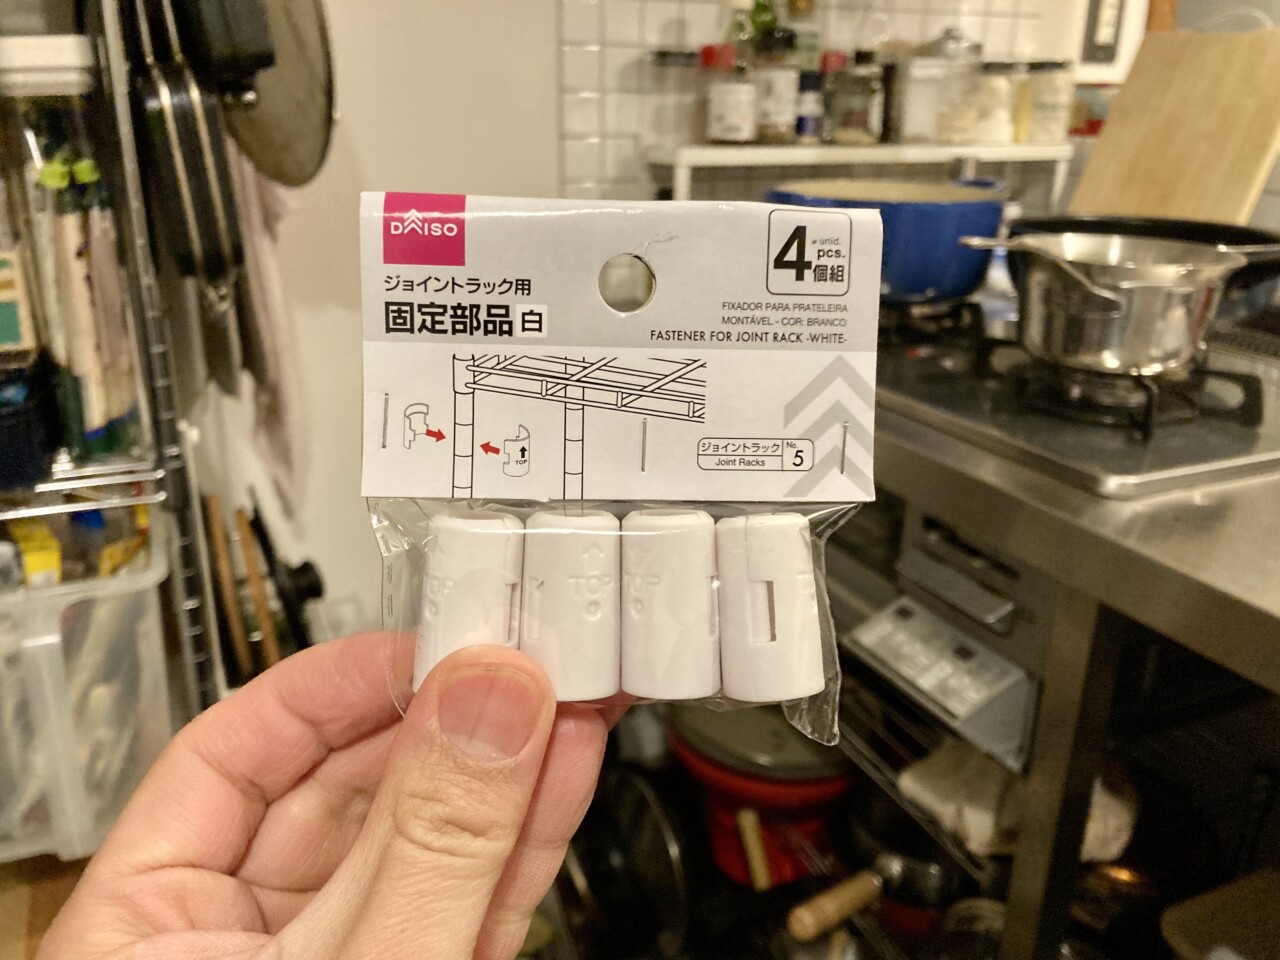 DAISO
ジョイントラック用
固定部品 白
4 unid. pcs. 個組
FIXADOR PARA PRATELEIRA
MONTÁVEL - COR: BRANCO
FASTENER FOR JOINT RACK -WHITE-
TOP
ジョイントラック No. 5
Joint Racks
TOP
TOP
TOP